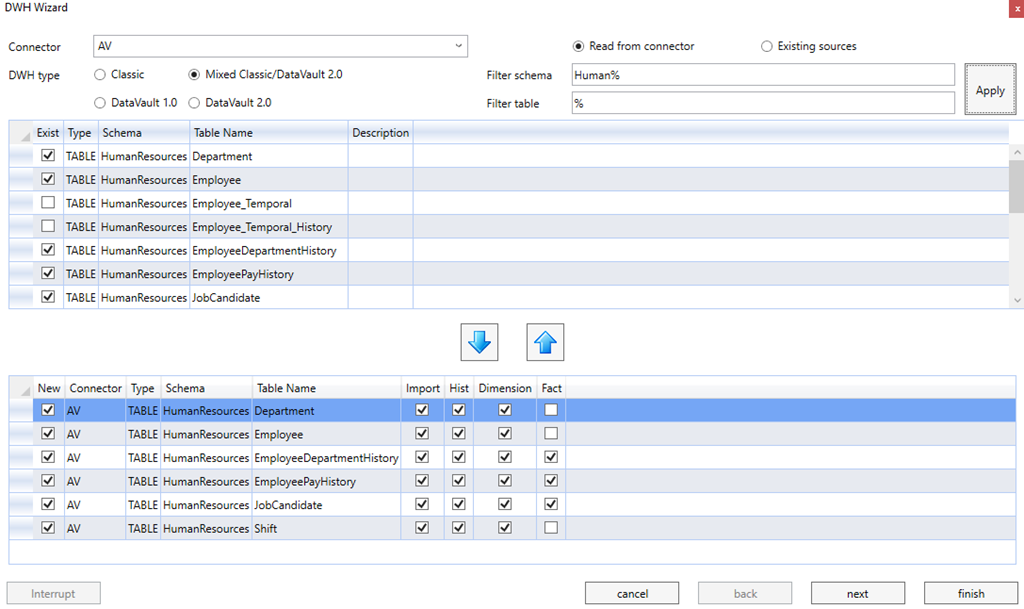 DWH Wizard
x
Connector AV Read from connector Existing sources
DWH type Classic Mixed Classic/DataVault 2.0 Filter schema Human%
Apply
DataVault 1.0 DataVault 2.0 Filter table %
Exist Type Schema Table Name Description
TABLE HumanResources Department
TABLE HumanResources Employee
TABLE HumanResources Employee_Temporal
TABLE HumanResources Employee_Temporal_History
TABLE HumanResources EmployeeDepartmentHistory
TABLE HumanResources EmployeePayHistory
TABLE HumanResources JobCandidate
New Connector Type Schema Table Name Import Hist Dimension Fact
AV TABLE HumanResources Department
AV TABLE HumanResources Employee
AV TABLE HumanResources EmployeeDepartmentHistory
AV TABLE HumanResources EmployeePayHistory
AV TABLE HumanResources JobCandidate
AV TABLE HumanResources Shift
Interrupt cancel back next finish